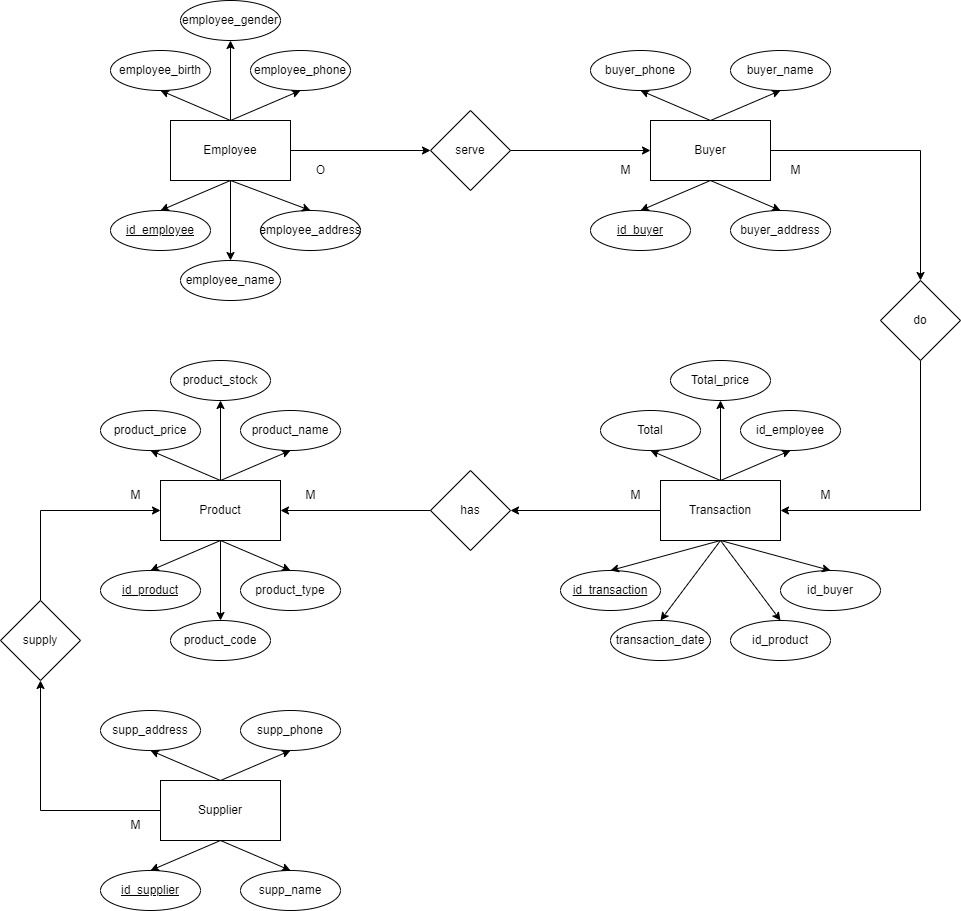 employee_gender
employee_birth
employee_phone
buyer_phone
buyer_name
Employee
serve
Buyer
O
M
M
id_employee
employee_address
id_buyer
buyer_address
employee_name
do
product_stock
Total_price
product_price
product_name
Total
id_employee
M
M
M
M
Product
has
Transaction
id_product
product_type
id_transaction
id_buyer
supply
product_code
transaction_date
id_product
supp_address
supp_phone
Supplier
M
id_supplier
supp_name